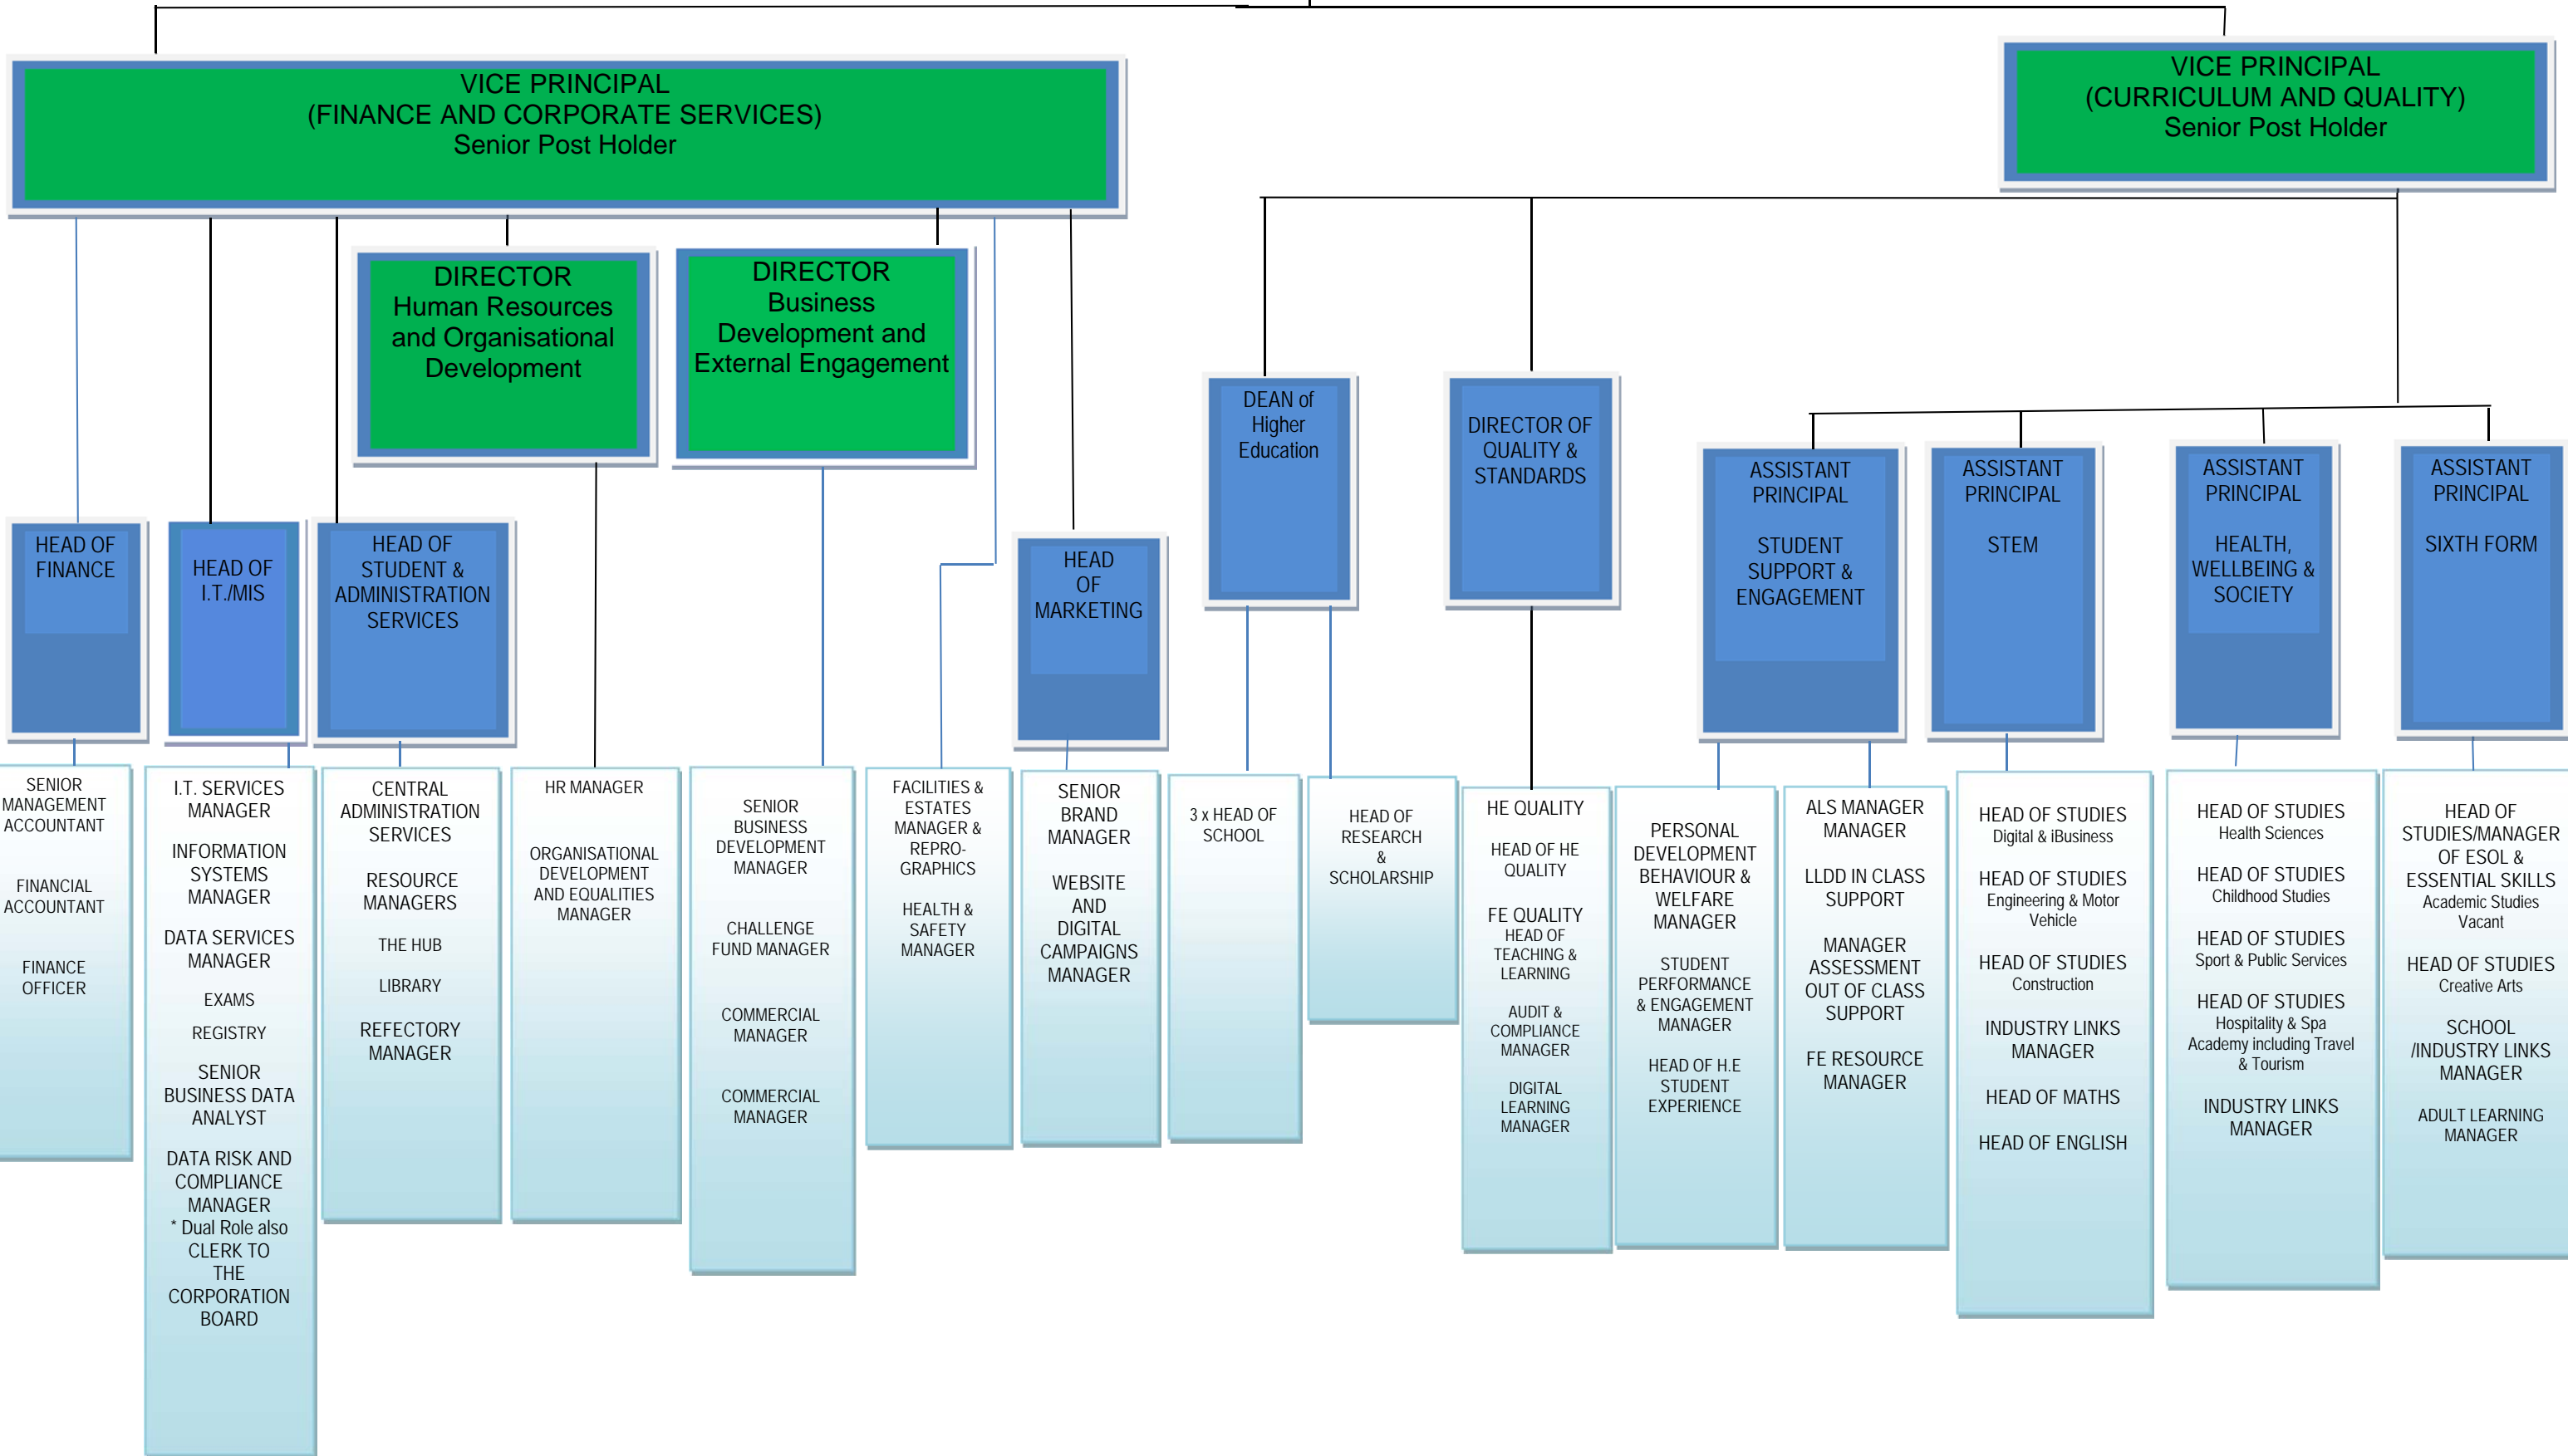 VICE PRINCIPAL
(FINANCE AND CORPORATE SERVICES)
Senior Post Holder
VICE PRINCIPAL
(CURRICULUM AND QUALITY)
Senior Post Holder
DIRECTOR
Human Resources
and Organisational
Development
DIRECTOR
Business
Development and
External Engagement
DEAN of
Higher
Education
DIRECTOR OF
QUALITY &
STANDARDS
ASSISTANT
PRINCIPAL
STUDENT
SUPPORT &
ENGAGEMENT
ASSISTANT
PRINCIPAL
STEM
ASSISTANT
PRINCIPAL
HEALTH,
WELLBEING &
SOCIETY
ASSISTANT
PRINCIPAL
SIXTH FORM
HEAD OF
FINANCE
HEAD OF
I.T./MIS
HEAD OF
STUDENT &
ADMINISTRATION
SERVICES
HEAD
OF
MARKETING
SENIOR
MANAGEMENT
ACCOUNTANT
FINANCIAL
ACCOUNTANT
FINANCE
OFFICER
I.T. SERVICES
MANAGER
INFORMATION
SYSTEMS
MANAGER
DATA SERVICES
MANAGER
EXAMS
REGISTRY
SENIOR
BUSINESS DATA
ANALYST
DATA RISK AND
COMPLIANCE
MANAGER
* Dual Role also
CLERK TO
THE
CORPORATION
BOARD
CENTRAL
ADMINISTRATION
SERVICES
RESOURCE
MANAGERS
THE HUB
LIBRARY
REFECTORY
MANAGER
HR MANAGER
ORGANISATIONAL
DEVELOPMENT
AND EQUALITIES
MANAGER
SENIOR
BUSINESS
DEVELOPMENT
MANAGER
CHALLENGE
FUND MANAGER
COMMERCIAL
MANAGER
COMMERCIAL
MANAGER
FACILITIES &
ESTATES
MANAGER &
REPRO-
GRAPHICS
HEALTH &
SAFETY
MANAGER
SENIOR
BRAND
MANAGER
WEBSITE
AND
DIGITAL
CAMPAIGNS
MANAGER
3 x HEAD OF
SCHOOL
HEAD OF
RESEARCH
&
SCHOLARSHIP
HE QUALITY
HEAD OF HE
QUALITY
FE QUALITY
HEAD OF
TEACHING &
LEARNING
AUDIT &
COMPLIANCE
MANAGER
DIGITAL
LEARNING
MANAGER
PERSONAL
DEVELOPMENT
BEHAVIOUR &
WELFARE
MANAGER
STUDENT
PERFORMANCE
& ENGAGEMENT
MANAGER
HEAD OF H.E
STUDENT
EXPERIENCE
ALS MANAGER
MANAGER
LLDD IN CLASS
SUPPORT
MANAGER
ASSESSMENT
OUT OF CLASS
SUPPORT
FE RESOURCE
MANAGER
HEAD OF STUDIES
Digital & iBusiness
HEAD OF STUDIES
Engineering & Motor
Vehicle
HEAD OF STUDIES
Construction
INDUSTRY LINKS
MANAGER
HEAD OF MATHS
HEAD OF ENGLISH
HEAD OF STUDIES
Health Sciences
HEAD OF STUDIES
Childhood Studies
HEAD OF STUDIES
Sport & Public Services
HEAD OF STUDIES
Hospitality & Spa
Academy including Travel
& Tourism
INDUSTRY LINKS
MANAGER
HEAD OF
STUDIES/MANAGER
OF ESOL &
ESSENTIAL SKILLS
Academic Studies
Vacant
HEAD OF STUDIES
Creative Arts
SCHOOL
/INDUSTRY LINKS
MANAGER
ADULT LEARNING
MANAGER